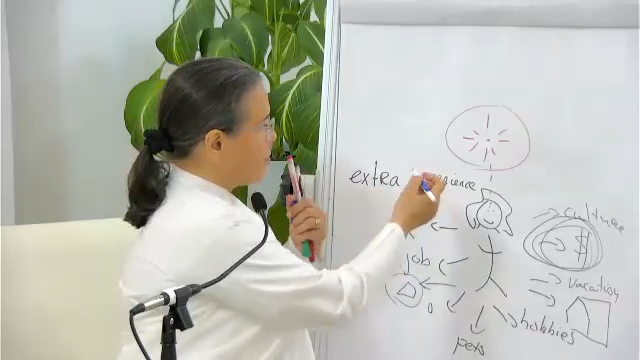 extra
culture
job
vacation
hobbies
pets